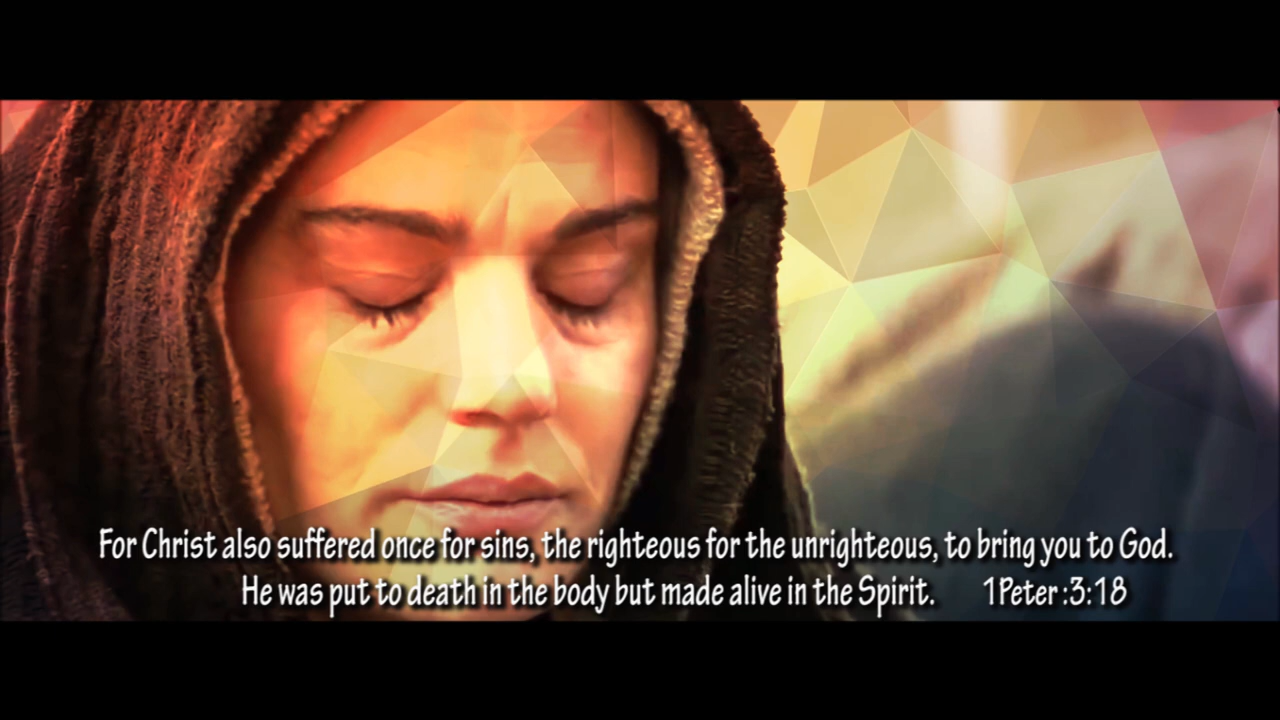 For Christ also suffered once for sins, the righteous for the unrighteous, to bring you to God.
He was put to death in the body but made alive in the Spirit. 1Peter :3:18